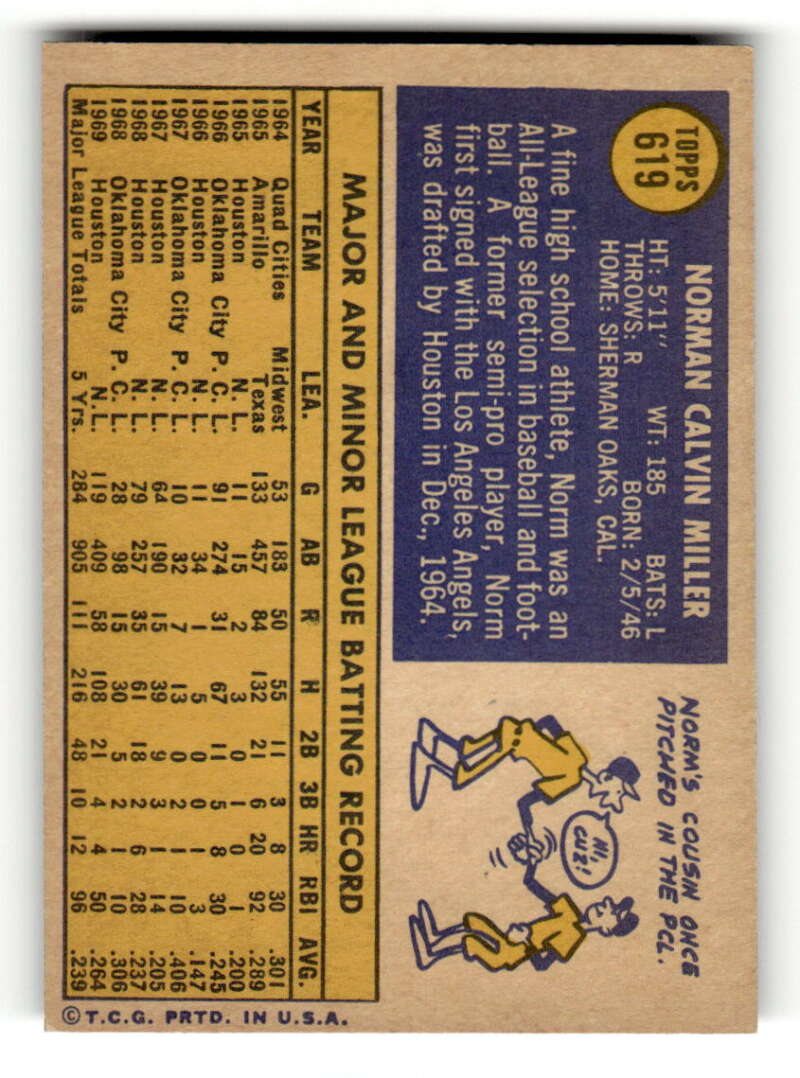 TOPPS
619
NORMAN CALVIN MILLER
HT: 5'11" WT: 185 BATS: L
THROWS: R BORN: 2/5/46
HOME: SHERMAN OAKS, CAL.
A fine high school athlete, Norm was an
All-League selection in baseball and foot-
ball. A former semi-pro player, Norm
first signed with the Los Angeles Angels,
was drafted by Houston in Dec., 1964.
NORM'S COUSIN ONCE
PITCHED IN THE PCL.
HI,
CUZ!
MAJOR AND MINOR LEAGUE BATTING RECORD
YEAR TEAM LEA. G AB R H 2B 3B HR RBI AVG.
1964 Quad Cities Midwest 53 183 50 55 11 3 8 30 .301
1965 Amarillo Texas 133 457 84 132 21 6 20 92 .289
1965 Houston N. L. 11 15 2 3 0 1 0 1 .200
1966 Oklahoma City P. C. L. 91 274 31 67 11 5 8 30 .245
1966 Houston N. L. 11 34 1 5 0 0 1 3 .147
1967 Oklahoma City P. C. L. 10 32 7 13 0 2 1 10 .406
1967 Houston N. L. 64 190 15 39 9 3 1 14 .205
1968 Houston N. L. 79 257 35 61 18 2 6 28 .237
1968 Oklahoma City P. C. L. 28 98 15 30 5 2 1 10 .306
1969 Houston N. L. 119 409 58 108 21 4 4 50 .264
Major League Totals 5 Yrs. 284 905 111 216 48 10 12 96 .239
© T.C.G. PRTD. IN U.S.A.